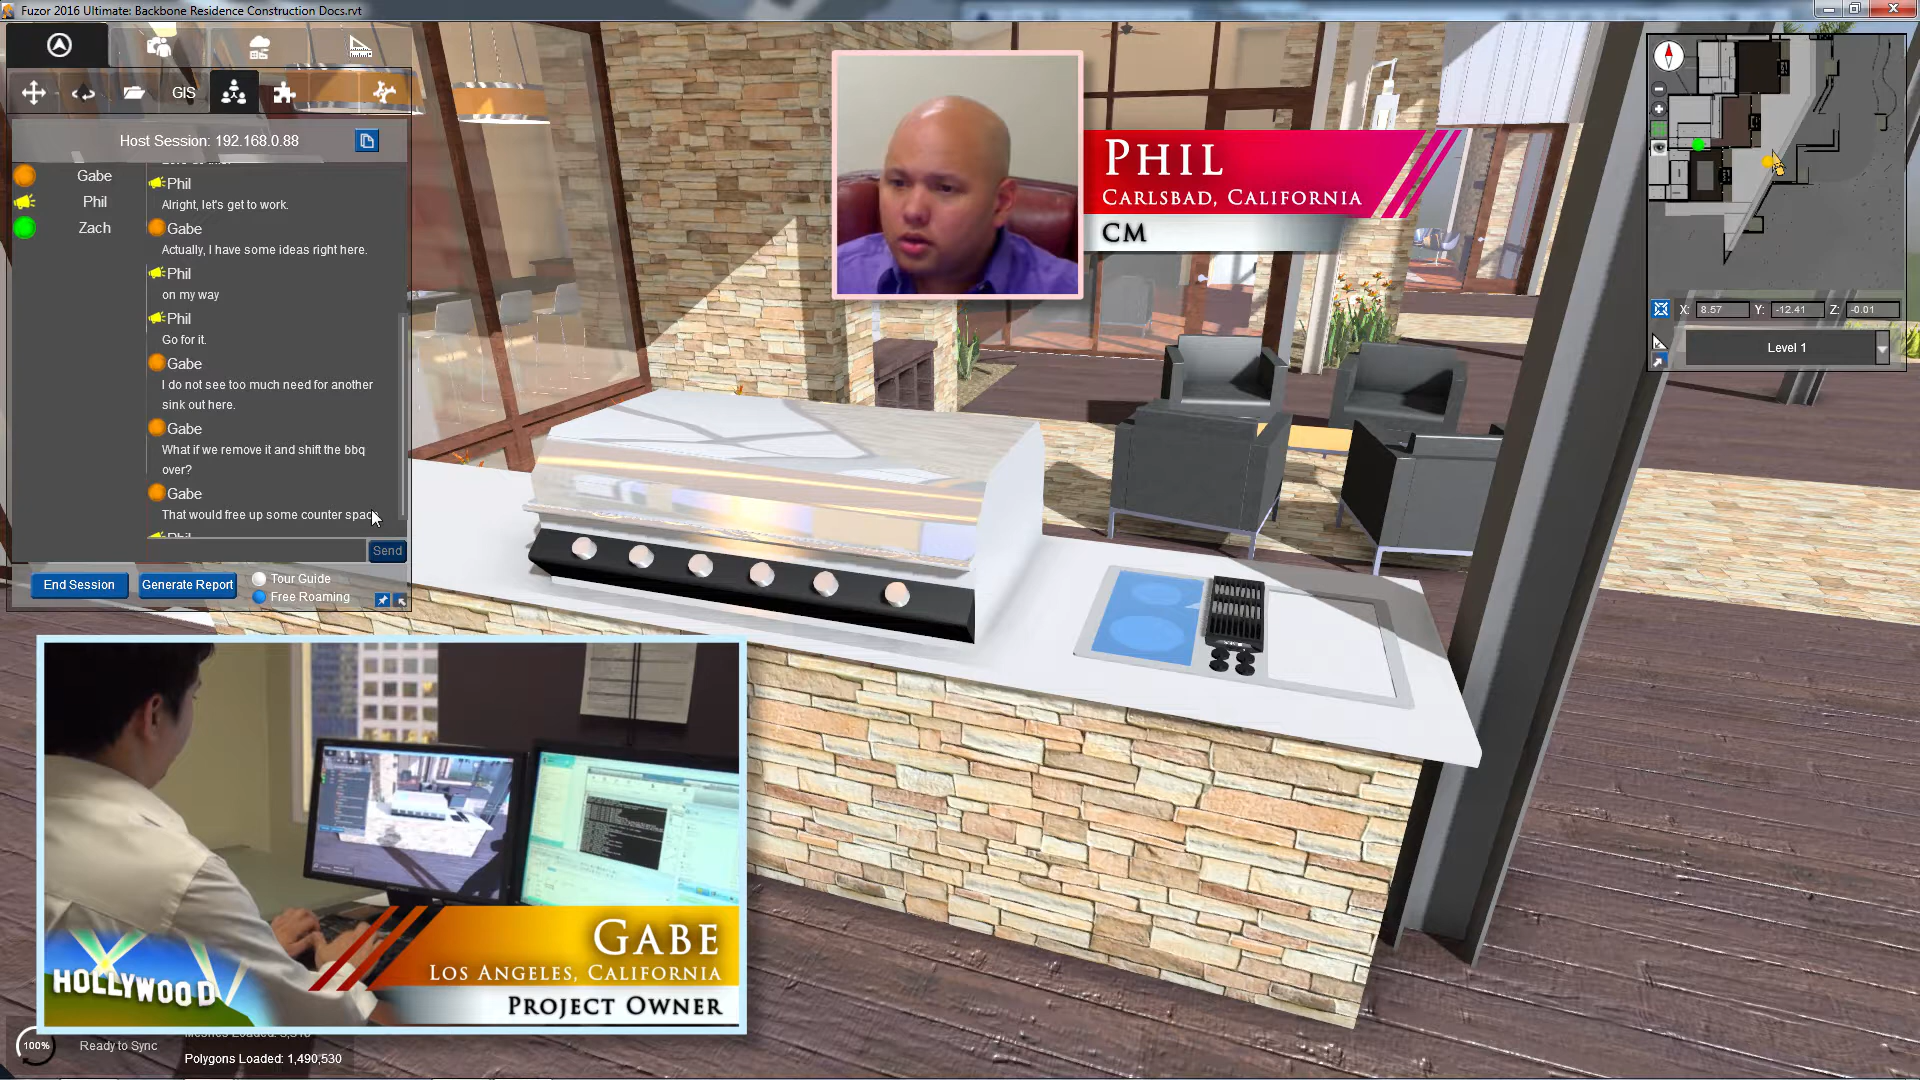 Fuzor 2016 Ultimate: Backbone Residence Construction Docs.rvt
GIS
Host Session: 192.168.0.88
Gabe
Phil
Zach
Phil
Alright, let's get to work.
Gabe
Actually, I have some ideas right here.
Phil
on my way
Phil
Go for it.
Gabe
I do not see too much need for another
sink out here.
Gabe
What if we remove it and shift the bbq
over?
Gabe
That would free up some counter spac
Phil
Send
End Session
Generate Report
Tour Guide
Free Roaming
PHIL
CARLSBAD, CALIFORNIA
CM
X: 8.57 Y: -12.41 Z: -0.01
Level 1
GABE
LOS ANGELES, CALIFORNIA
PROJECT OWNER
HOLLYWOOD
100%
Ready to Sync
Meshes Loaded:
Polygons Loaded: 1,490,530